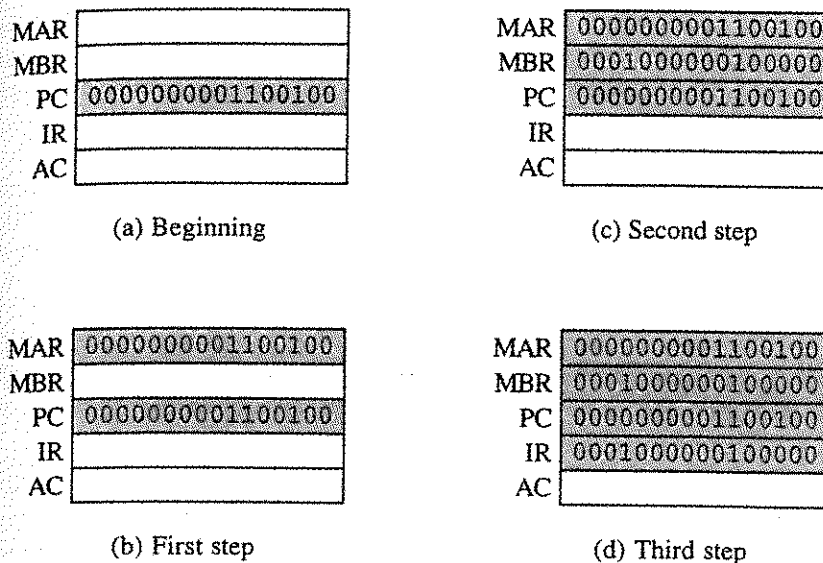 MAR
MBR
PC 0000000001100100
IR
AC
(a) Beginning
MAR 0000000001100100
MBR
PC 0000000001100100
IR
AC
(b) First step
MAR 0000000001100100
MBR 0001000000100000
PC 0000000001100100
IR
AC
(c) Second step
MAR 0000000001100100
MBR 0001000000100000
PC 0000000001100100
IR 0001000000100000
AC
(d) Third step